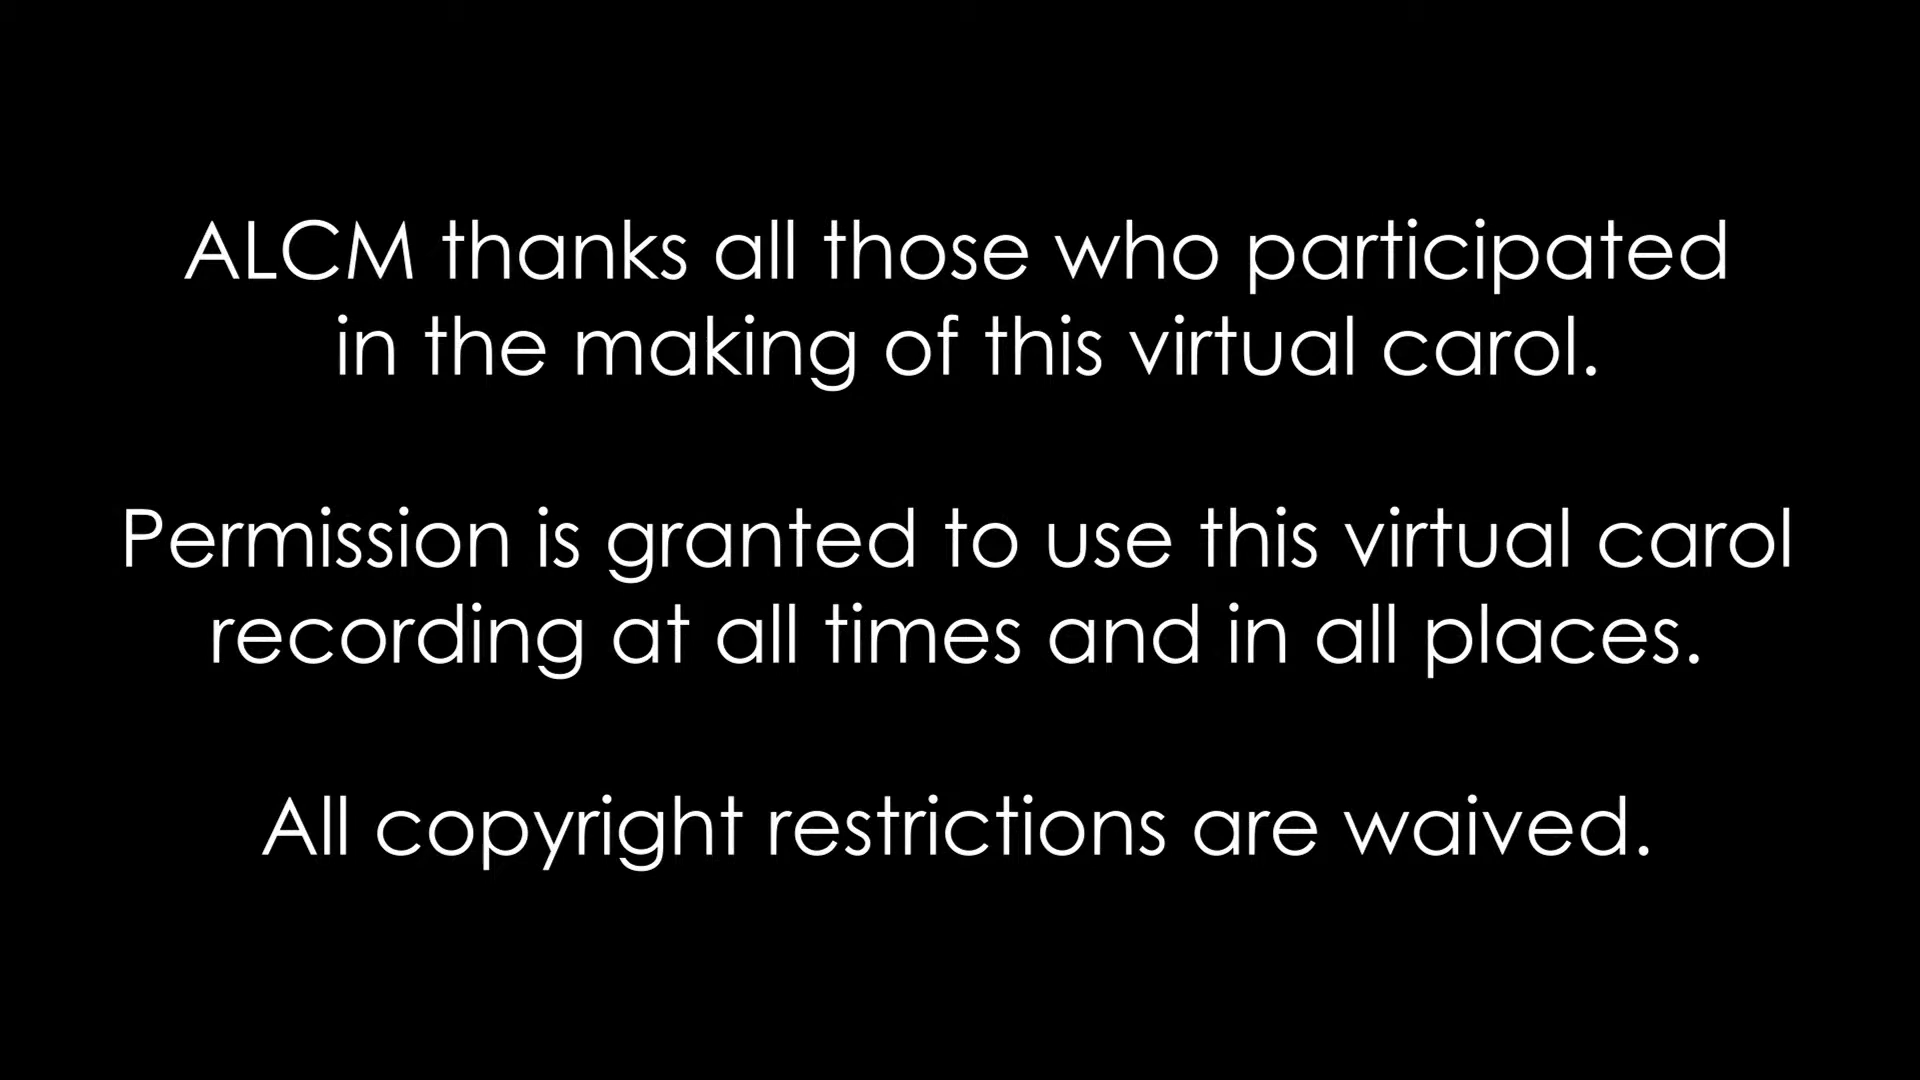 ALCM thanks all those who participated
in the making of this virtual carol.
Permission is granted to use this virtual carol
recording at all times and in all places.
All copyright restrictions are waived.